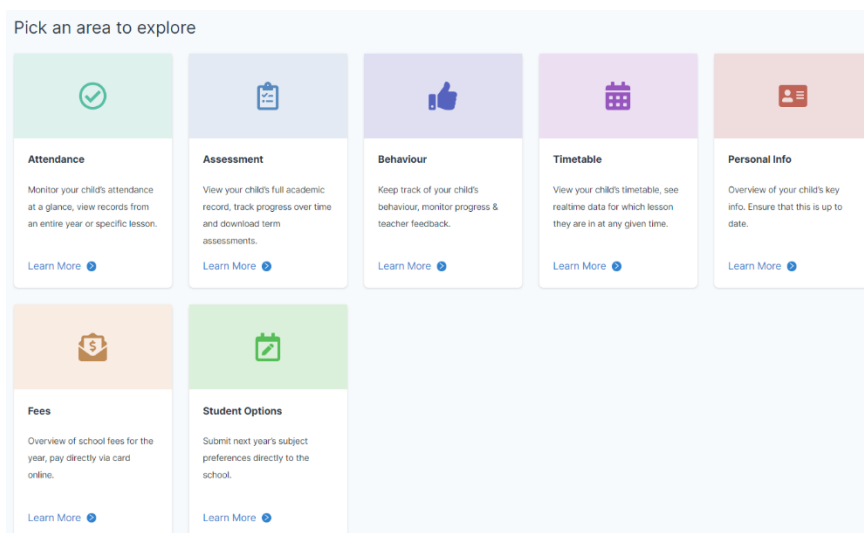 Pick an area to explore
Attendance
Monitor your child's attendance
at a glance, view records from
an entire year or specific lesson.
Learn More
Assessment
View your child's full academic
record, track progress over time
and download term
assessments.
Learn More
Behaviour
Keep track of your child's
behaviour, monitor progress &
teacher feedback.
Learn More
Timetable
View your child's timetable, see
realtime data for which lesson
they are in at any given time.
Learn More
Personal Info
Overview of your child's key
info. Ensure that this is up to
date.
Learn More
Fees
Overview of school fees for the
year, pay directly via card
online.
Learn More
Student Options
Submit next year's subject
preferences directly to the
school.
Learn More